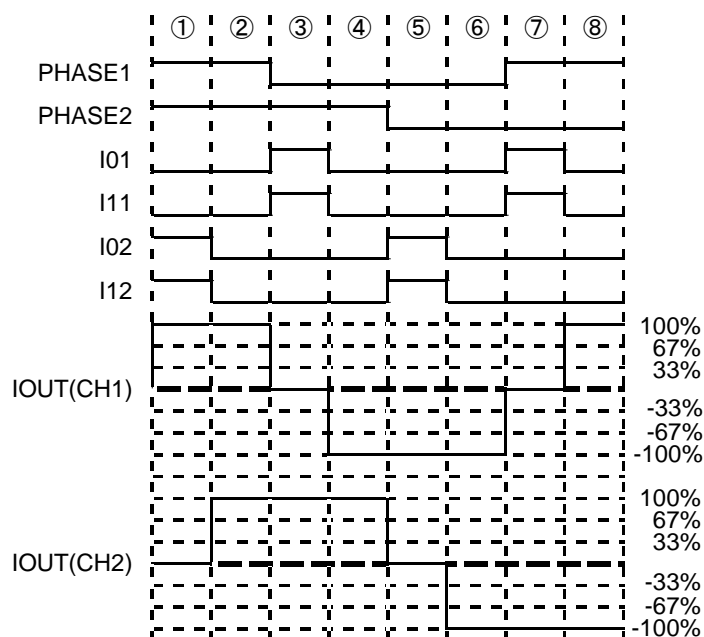 ① ② ③ ④ ⑤ ⑥ ⑦ ⑧
PHASE1
PHASE2
I01
I11
I02
I12
100%
67%
33%
IOUT(CH1)
-33%
-67%
-100%
100%
67%
33%
IOUT(CH2)
-33%
-67%
-100%